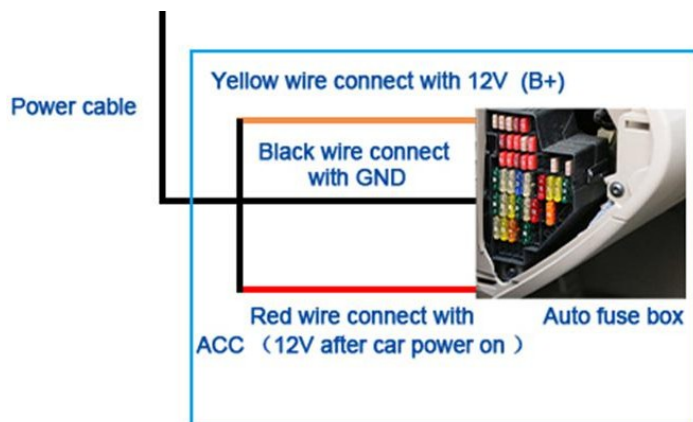 Yellow wire connect with 12V (B+)
Power cable
Black wire connect
with GND
Red wire connect with
ACC （12V after car power on ）
Auto fuse box